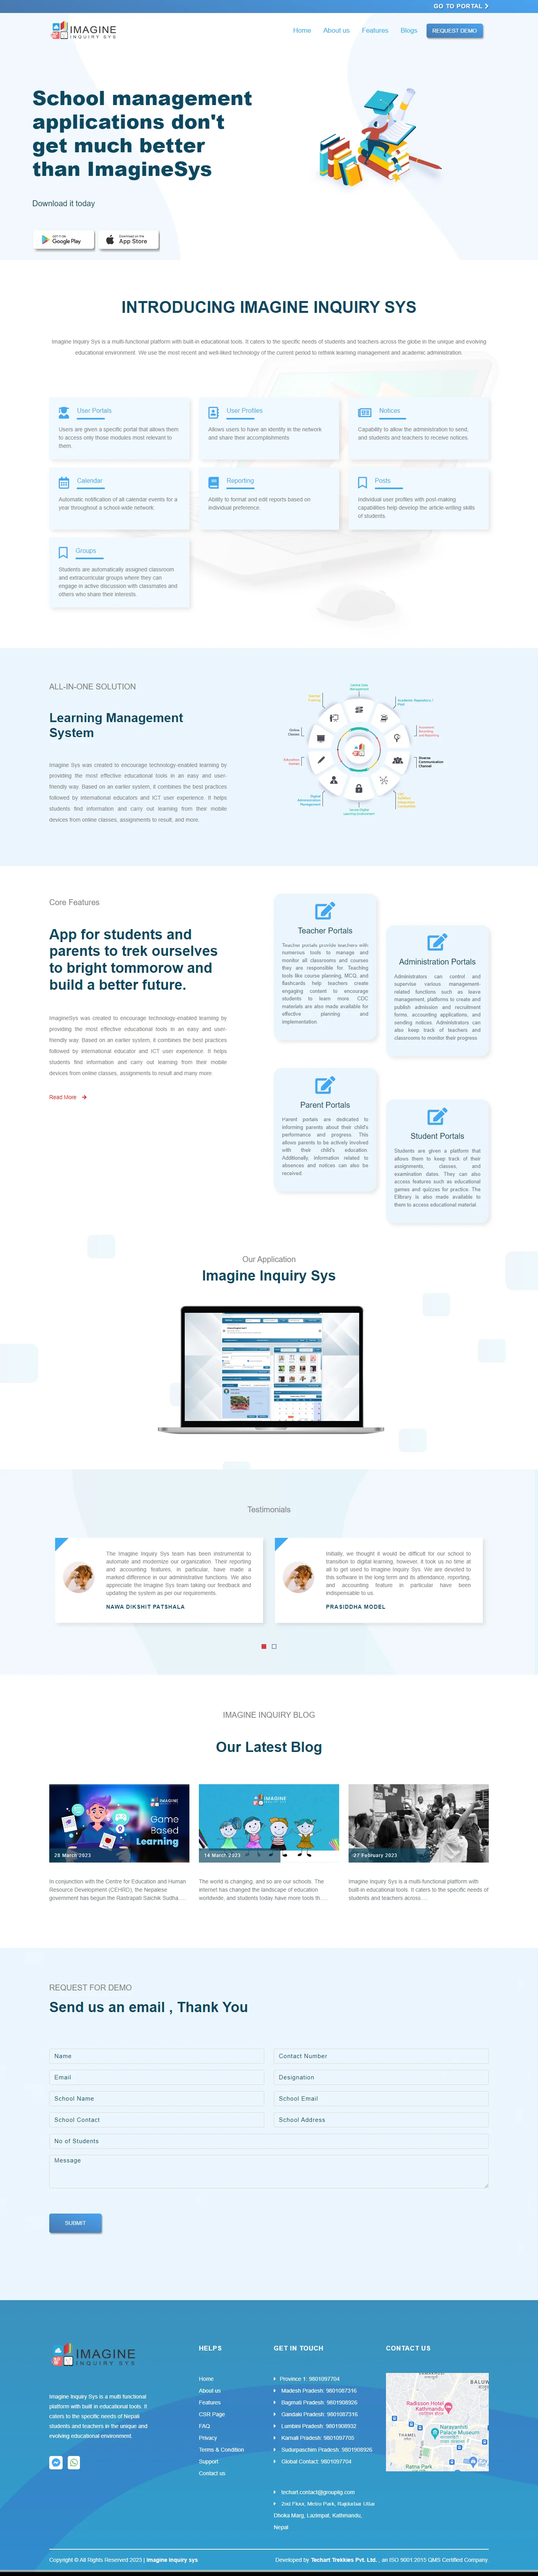 GO TO PORTAL
IMAGINE
INQUIRY SYS
Home About us Features Blogs REQUEST DEMO
School management
applications don't
get much better
than ImagineSys
Download it today
GET IT ON
Google Play
Download on the
App Store
INTRODUCING IMAGINE INQUIRY SYS
Imagine Inquiry Sys is a multi-functional platform with built-in educational tools. It caters to the specific needs of students and teachers across the globe in the unique and evolving
educational environment. We use the most recent and well-liked technology of the current period to rethink learning management and academic administration.
User Portals
Users are given a specific portal that allows them
to access only those modules most relevant to
them.
User Profiles
Allows users to have an identity in the network
and share their accomplishments
Notices
Capability to allow the administration to send,
and students and teachers to receive notices.
Calendar
Automatic notification of all calendar events for a
year throughout a school-wide network.
Reporting
Ability to format and edit reports based on
individual preference.
Posts
Individual user profiles with post-making
capabilities help develop the article-writing skills
of students.
Groups
Students are automatically assigned classroom
and extracurricular groups where they can
engage in active discussion with classmates and
others who share their interests.
ALL-IN-ONE SOLUTION
Learning Management
System
Imagine Sys was created to encourage technology-enabled learning by
providing the most effective educational tools in an easy and user-
friendly way. Based on an earlier system, it combines the best practices
followed by international educators and ICT user experience. It helps
students find information and carry out learning from their mobile
devices from online classes, assignments to result, and more.
Online
Classes
Diverse
Communication
Channel
Digital
Administration
Management
Core Features
App for students and
parents to trek ourselves
to bright tommorow and
build a better future.
ImagineSys was created to encourage technology-enabled learning by
providing the most effective educational tools in an easy and user-
friendly way. Based on an earlier system, it combines the best practices
followed by international educator and ICT user experience. It helps
students find information and carry out learning from their mobile
devices from online classes, assignments to result and many more.
Read More
Teacher Portals
Teacher portals provide teachers with
numerous tools to manage and
monitor all classrooms and courses
they are responsible for. Teaching
tools like course planning, MCQ, and
flashcards help teachers create
engaging content to encourage
students to learn more. CDC
materials are also made available for
effective planning and
implementation.
Administration Portals
Administrators can control and
supervise various management-
related functions such as leave
management, platforms to create and
publish admission and recruitment
forms, accounting applications, and
sending notices. Administrators can
also keep track of teachers and
classrooms to monitor their progress
Parent Portals
Parent portals are dedicated to
informing parents about their child's
performance and progress. This
allows parents to be actively involved
with their child's education.
Additionally, information related to
absences and notices can also be
received.
Student Portals
Students are given a platform that
allows them to keep track of their
assignments, classes, and
examination dates. They can also
access features such as educational
games and quizzes for practice. The
Elibrary is also made available to
them to access educational material.
Our Application
Imagine Inquiry Sys
Testimonials
The Imagine Inquiry Sys team has been instrumental to
automate and modernize our organization. Their reporting
and accounting features, in particular, have made a
marked difference in our administrative functions. We also
appreciate the Imagine Sys team taking our feedback and
updating the system as per our requirements.
NAWA DIKSHIT PATSHALA
Initially, we thought it would be difficult for our school to
transition to digital learning, however, it took us no time at
all to get used to Imagine Inquiry Sys. We are devoted to
this software in the long term and its attendance, reporting,
and accounting feature in particular have been
indispensable to us.
PRASIDDHA MODEL
IMAGINE INQUIRY BLOG
Our Latest Blog
IMAGINE
Game
Based
Learning
28 March 2023
IMAGINE
14 March 2023
07 February 2023
In conjunction with the Centre for Education and Human
Resource Development (CEHRD), the Nepalese
government has begun the Rastrapati Saichik Sudha.....
The world is changing, and so are our schools. The
internet has changed the landscape of education
worldwide, and students today have more tools th.....
Imagine Inquiry Sys is a multi-functional platform with
built-in educational tools. It caters to the specific needs of
students and teachers across.....
REQUEST FOR DEMO
Send us an email , Thank You
Name
Contact Number
Email
Designation
School Name
School Email
School Contact
School Address
No of Students
Message
SUBMIT
IMAGINE
INQUIRY SYS
Imagine Inquiry Sys is a multi functional
platform with built in educational tools. It
caters to the specific needs of Nepali
students and teachers in the unique and
evolving educational environment.
HELPS
Home
About us
Features
CSR Page
FAQ
Privacy
Terms & Condition
Support
Contact us
GET IN TOUCH
Province 1: 9801097704
Madesh Pradesh: 9801087316
Bagmati Pradesh: 9801908926
Gandaki Pradesh: 9801087316
Lumbini Pradesh: 9801908932
Karnali Pradesh: 9801097705
Sudurpaschim Pradesh: 9801908926
Global Contact: 9801097704
techart.contact@grouptig.com
2nd Floor, Metro Park, Rajdurbar Uttar
Dhoka Marg, Lazimpat, Kathmandu,
Nepal
CONTACT US
BALUW
Radisson Hotel
Kathmandu
THAMEL
Narayanhiti
Palace Museum
City
Ratna Park
Copyright © All Rights Reserved 2023 | Imagine Inquiry sys
Developed by Techart Trekkies Pvt. Ltd. , an ISO 9001:2015 QMS Certified Company